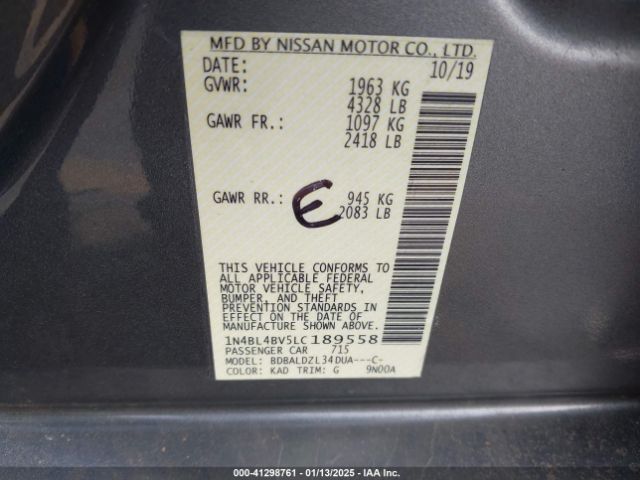 MFD BY NISSAN MOTOR CO., LTD.
DATE: 10/19
GVWR: 1963 KG
4328 LB
GAWR FR.: 1097 KG
2418 LB
GAWR RR.: 945 KG
2083 LB
E
THIS VEHICLE CONFORMS TO
ALL APPLICABLE FEDERAL
MOTOR VEHICLE SAFETY,
BUMPER, AND THEFT
PREVENTION STANDARDS IN
EFFECT ON THE DATE OF
MANUFACTURE SHOWN ABOVE.
1N4BL4BV5LC189558
PASSENGER CAR 715
MODEL: BDBALDZL34DUA---C-
COLOR: KAD TRIM: G 9N00A
000-41298761 — 01/13/2025 — IAA Inc.